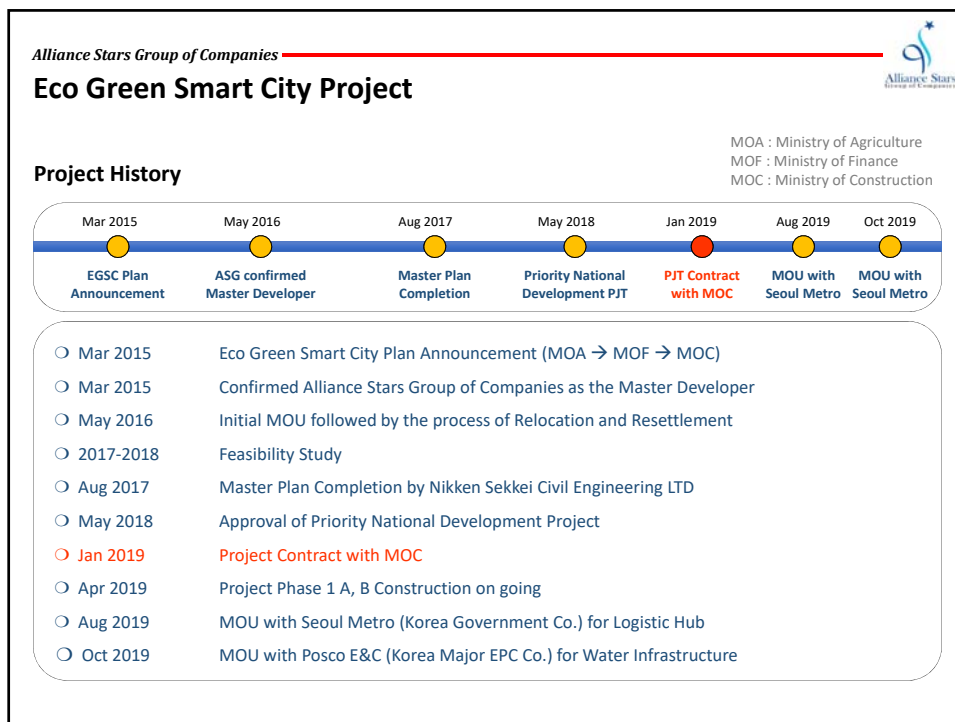 Alliance Stars Group of Companies
Alliance Stars
Group of Companies
Eco Green Smart City Project
MOA : Ministry of Agriculture
MOF : Ministry of Finance
MOC : Ministry of Construction
Project History
Mar 2015 May 2016 Aug 2017 May 2018 Jan 2019 Aug 2019 Oct 2019
EGSC Plan ASG confirmed Master Plan Priority National PJT Contract MOU with MOU with
Announcement Master Developer Completion Development PJT with MOC Seoul Metro Seoul Metro
❍ Mar 2015 Eco Green Smart City Plan Announcement (MOA → MOF → MOC)
❍ Mar 2015 Confirmed Alliance Stars Group of Companies as the Master Developer
❍ May 2016 Initial MOU followed by the process of Relocation and Resettlement
❍ 2017-2018 Feasibility Study
❍ Aug 2017 Master Plan Completion by Nikken Sekkei Civil Engineering LTD
❍ May 2018 Approval of Priority National Development Project
❍ Jan 2019 Project Contract with MOC
❍ Apr 2019 Project Phase 1 A, B Construction on going
❍ Aug 2019 MOU with Seoul Metro (Korea Government Co.) for Logistic Hub
❍ Oct 2019 MOU with Posco E&C (Korea Major EPC Co.) for Water Infrastructure